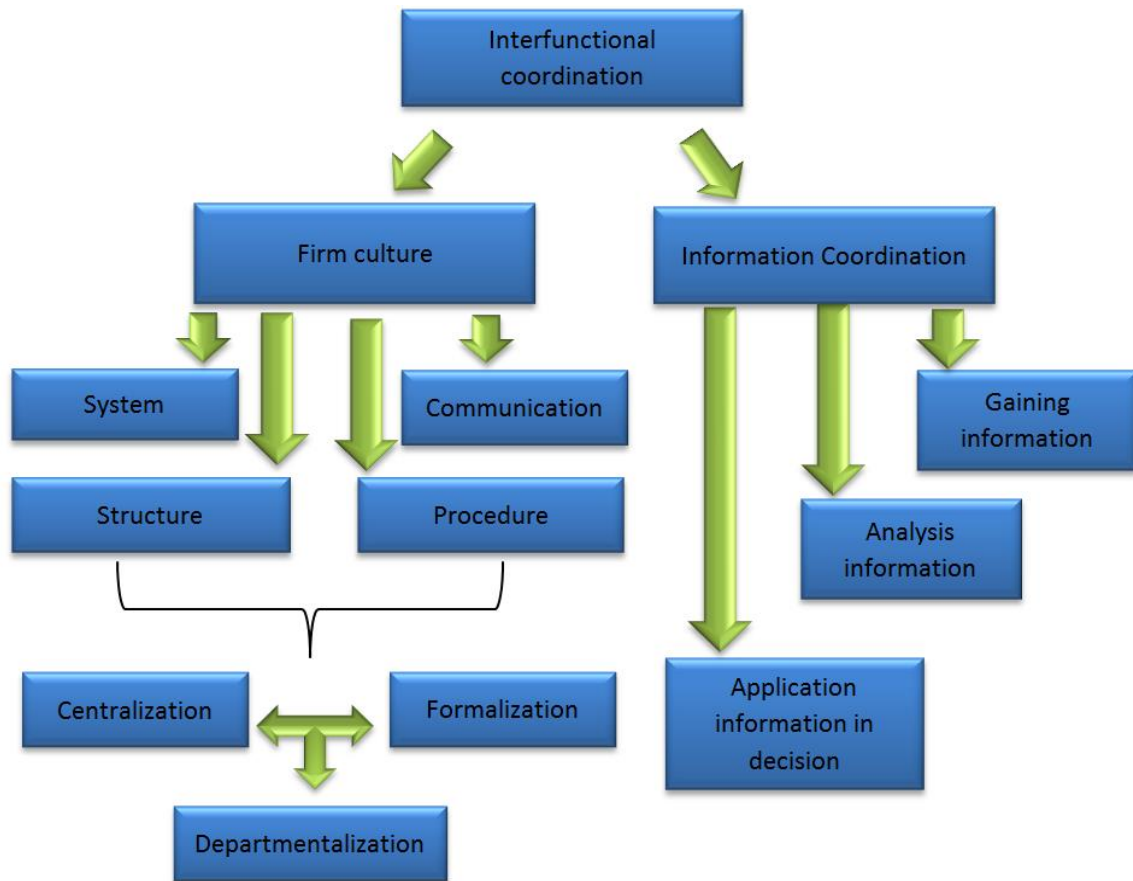 Interfunctional
coordination
Firm culture
Information Coordination
System
Communication
Gaining
information
Structure
Procedure
Analysis
information
Centralization
Formalization
Application
information in
decision
Departmentalization